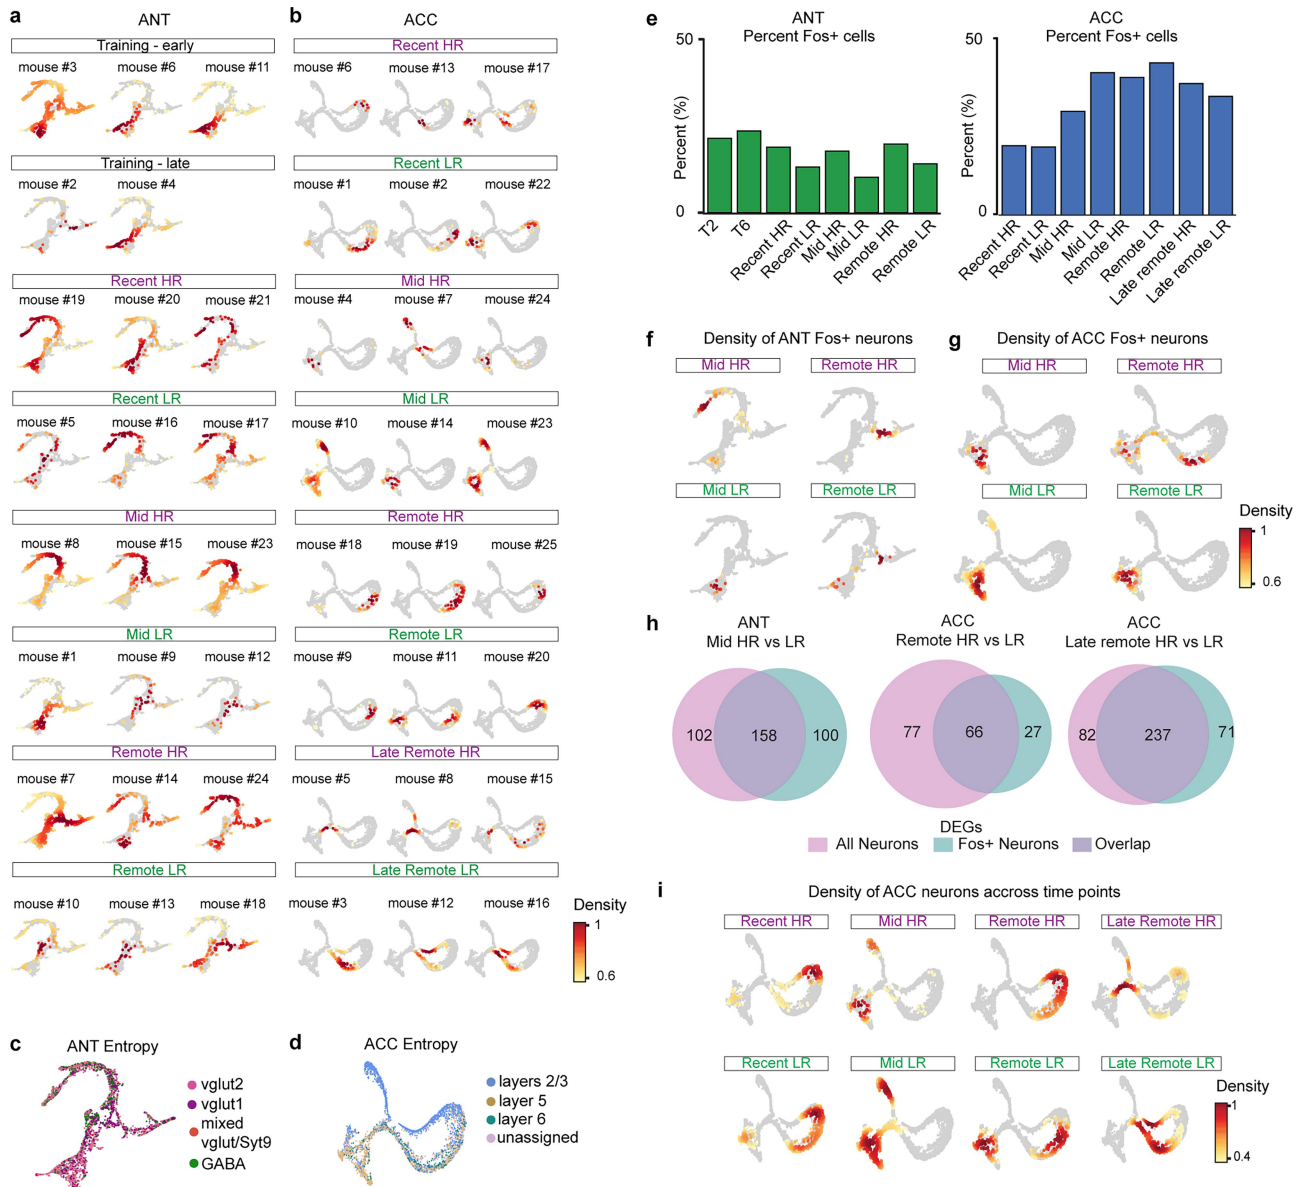 a
ANT
Training - early
mouse #3 mouse #6 mouse #11
Training - late
mouse #2 mouse #4
Recent HR
mouse #19 mouse #20 mouse #21
Recent LR
mouse #5 mouse #16 mouse #17
Mid HR
mouse #8 mouse #15 mouse #23
Mid LR
mouse #1 mouse #9 mouse #12
Remote HR
mouse #7 mouse #14 mouse #24
Remote LR
mouse #10 mouse #13 mouse #18
b
ACC
Recent HR
mouse #6 mouse #13 mouse #17
Recent LR
mouse #1 mouse #2 mouse #22
Mid HR
mouse #4 mouse #7 mouse #24
Mid LR
mouse #10 mouse #14 mouse #23
Remote HR
mouse #18 mouse #19 mouse #25
Remote LR
mouse #9 mouse #11 mouse #20
Late Remote HR
mouse #5 mouse #8 mouse #15
Late Remote LR
mouse #3 mouse #12 mouse #16
Density
1
0.6
c
ANT Entropy
vglut2
vglut1
mixed
vglut/Syt9
GABA
d
ACC Entropy
layers 2/3
layer 5
layer 6
unassigned
e
ANT
Percent Fos+ cells
50
Percent (%)
0
T2
T6
Recent HR
Recent LR
Mid HR
Mid LR
Remote HR
Remote LR
ACC
Percent Fos+ cells
50
Percent (%)
0
Recent HR
Recent LR
Mid HR
Mid LR
Remote HR
Remote LR
Late remote HR
Late remote LR
f
Density of ANT Fos+ neurons
Mid HR Remote HR
Mid LR Remote LR
g
Density of ACC Fos+ neurons
Mid HR Remote HR
Mid LR Remote LR
Density
1
0.6
h
ANT
Mid HR vs LR
102 158 100
ACC
Remote HR vs LR
77 66 27
ACC
Late remote HR vs LR
82 237 71
DEGs
All Neurons Fos+ Neurons Overlap
i
Density of ACC neurons accross time points
Recent HR Mid HR Remote HR Late Remote HR
Recent LR Mid LR Remote LR Late Remote LR
Density
1
0.4